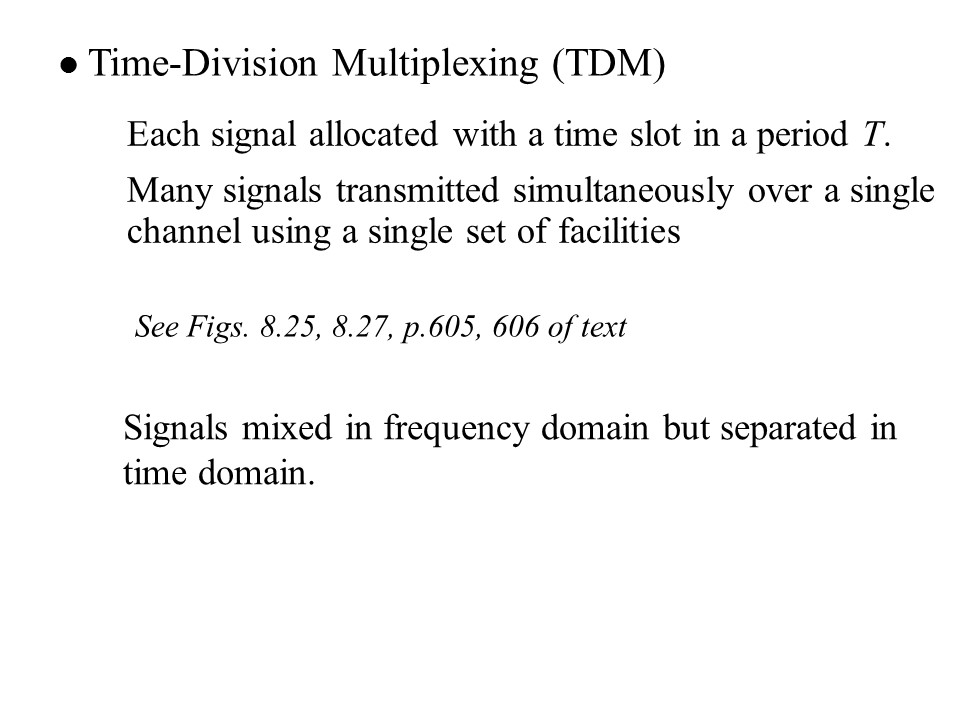 ● Time-Division Multiplexing (TDM)
Each signal allocated with a time slot in a period T.
Many signals transmitted simultaneously over a single
channel using a single set of facilities
See Figs. 8.25, 8.27, p.605, 606 of text
Signals mixed in frequency domain but separated in
time domain.